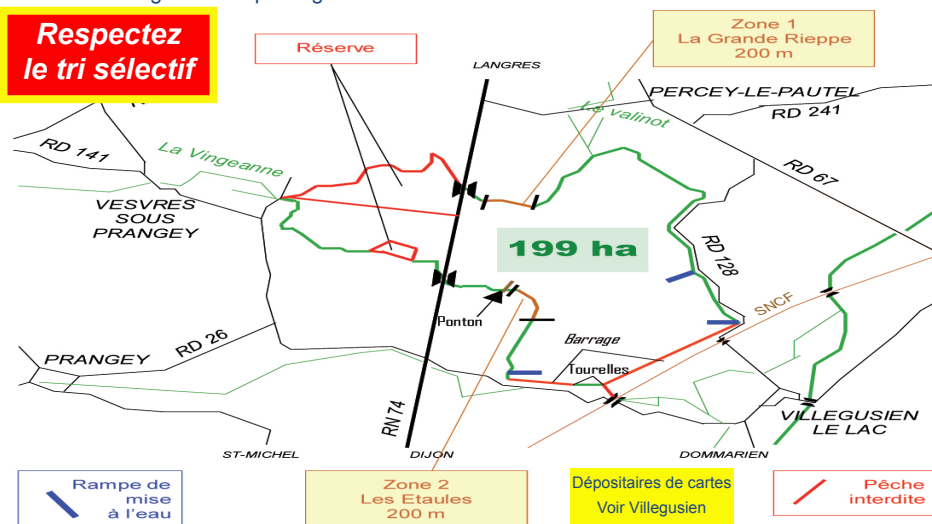 Respectez
le tri sélectif
Réserve
Zone 1
La Grande Rieppe
200 m
LANGRES
PERCEY-LE-PAUTEL
RD 241
Le valinot
RD 141
La Vingeanne
RD 67
VESVRES
SOUS
PRANGEY
199 ha
RD 128
SNCF
Ponton
Barrage
RD 26
PRANGEY
Tourelles
RN 74
VILLEGUSIEN
LE LAC
ST-MICHEL
DIJON
DOMMARIEN
Rampe de
mise
à l'eau
Zone 2
Les Etaules
200 m
Dépositaires de cartes
Voir Villegusien
Pêche
interdite